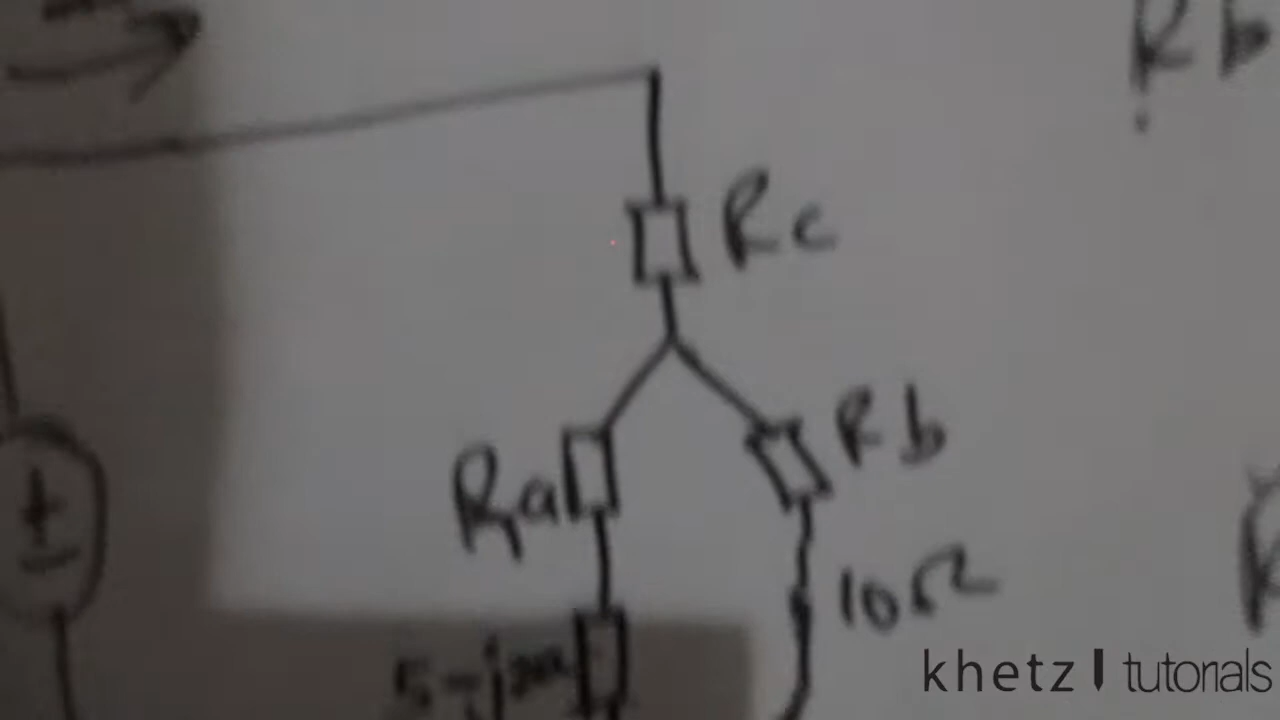 Rb
Rc
Rb
Ra
+
-
10Ω
khetz tutorials